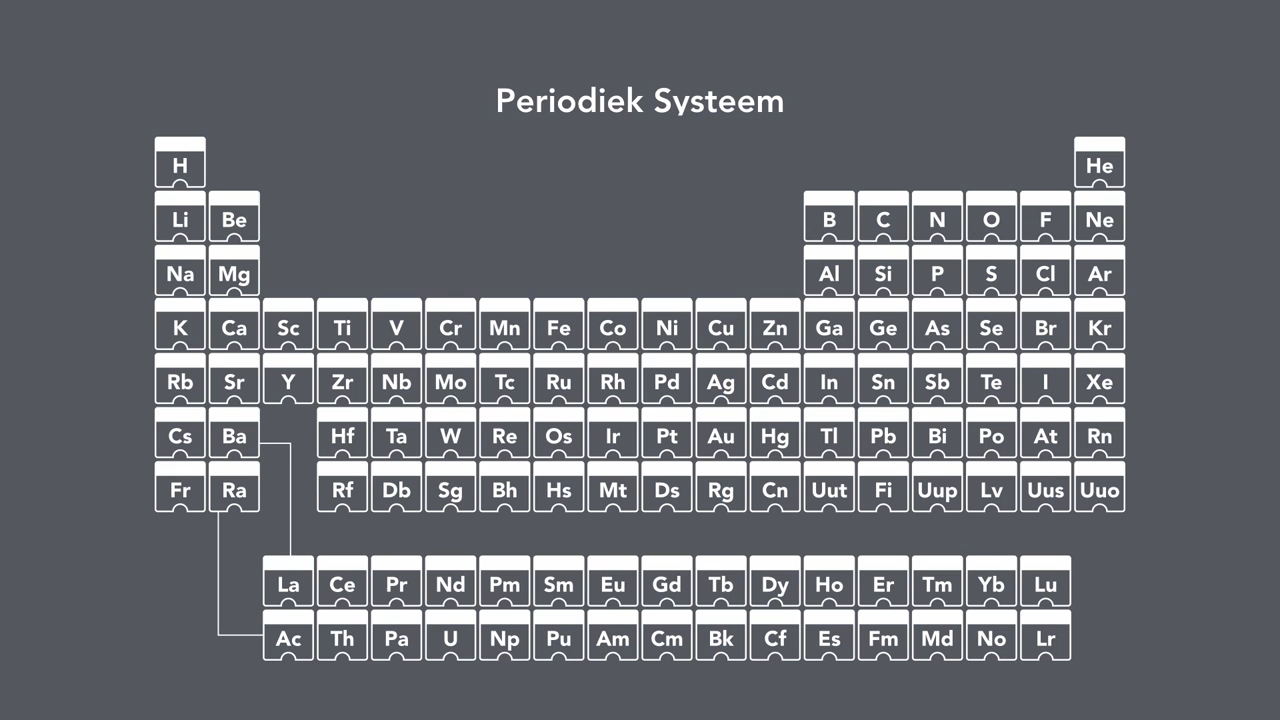 Periodiek Systeem
H He
Li Be B C N O F Ne
Na Mg Al Si P S Cl Ar
K Ca Sc Ti V Cr Mn Fe Co Ni Cu Zn Ga Ge As Se Br Kr
Rb Sr Y Zr Nb Mo Tc Ru Rh Pd Ag Cd In Sn Sb Te I Xe
Cs Ba Hf Ta W Re Os Ir Pt Au Hg Tl Pb Bi Po At Rn
Fr Ra Rf Db Sg Bh Hs Mt Ds Rg Cn Uut Fi Uup Lv Uus Uuo
La Ce Pr Nd Pm Sm Eu Gd Tb Dy Ho Er Tm Yb Lu
Ac Th Pa U Np Pu Am Cm Bk Cf Es Fm Md No Lr